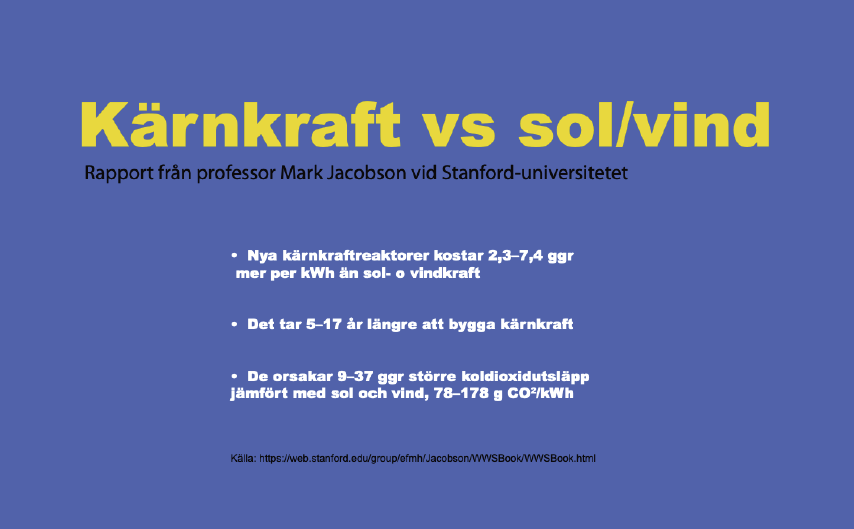 Kärnkraft vs sol/vind
Rapport från professor Mark Jacobson vid Stanford-universitetet
• Nya kärnkraftreaktorer kostar 2,3–7,4 ggr
mer per kWh än sol- o vindkraft
• Det tar 5–17 år längre att bygga kärnkraft
• De orsakar 9–37 ggr större koldioxidutsläpp
jämfört med sol och vind, 78–178 g CO²/kWh
Källa: https://web.stanford.edu/group/efmh/Jacobson/WWSBook/WWSBook.html